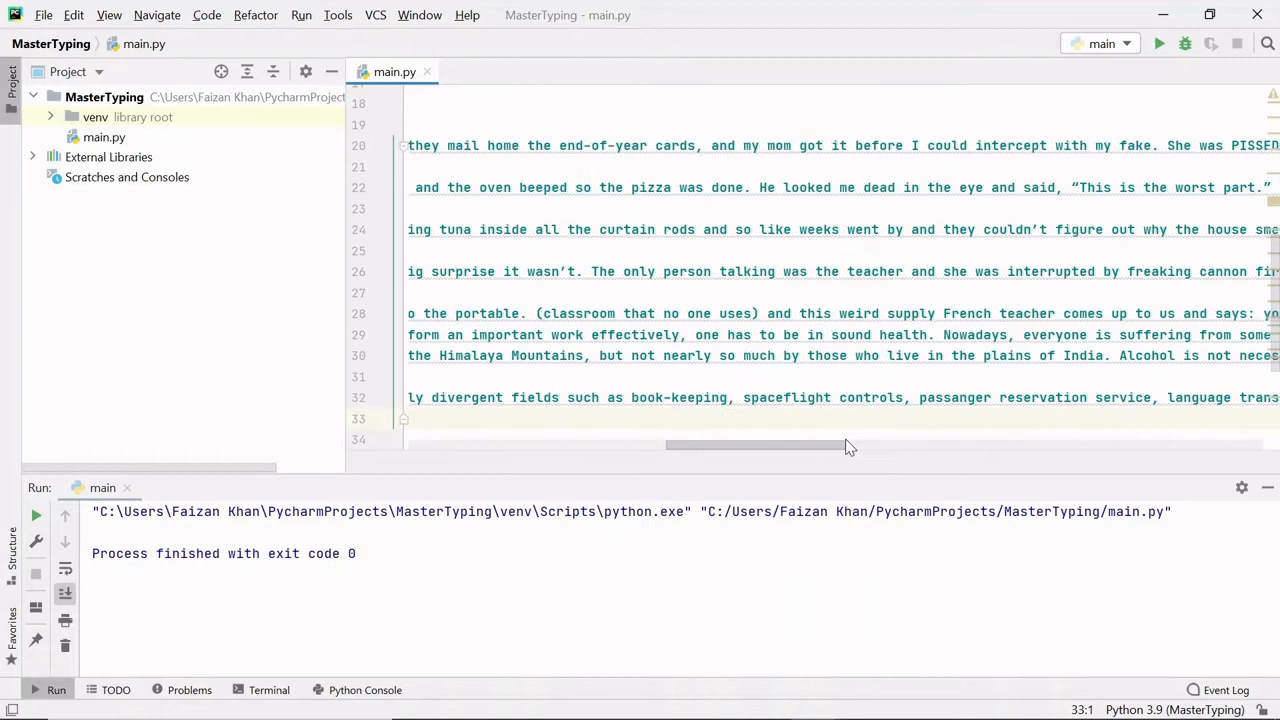 File Edit View Navigate Code Refactor Run Tools VCS Window Help MasterTyping - main.py
MasterTyping main.py main
Project
Project main.py
MasterTyping C:\Users\Faizan Khan\PycharmProject
venv library root
main.py
External Libraries
Scratches and Consoles
18
19
20 they mail home the end-of-year cards, and my mom got it before I could intercept with my fake. She was PISSED
21
22 and the oven beeped so the pizza was done. He looked me dead in the eye and said, “This is the worst part.”
23
24 ing tuna inside all the curtain rods and so like weeks went by and they couldn’t figure out why the house sme
25
26 ig surprise it wasn’t. The only person talking was the teacher and she was interrupted by freaking cannon fir
27
28 o the portable. (classroom that no one uses) and this weird supply French teacher comes up to us and says: yo
29 form an important work effectively, one has to be in sound health. Nowadays, everyone is suffering from some
30 the Himalaya Mountains, but not nearly so much by those who live in the plains of India. Alcohol is not neces
31
32 ly divergent fields such as book-keeping, spaceflight controls, passanger reservation service, language trans
33
34
Run: main
"C:\Users\Faizan Khan\PycharmProjects\MasterTyping\venv\Scripts\python.exe" "C:/Users/Faizan Khan/PycharmProjects/MasterTyping/main.py"
Process finished with exit code 0
Structure
Favorites
Run TODO Problems Terminal Python Console Event Log
33:1 Python 3.9 (MasterTyping)